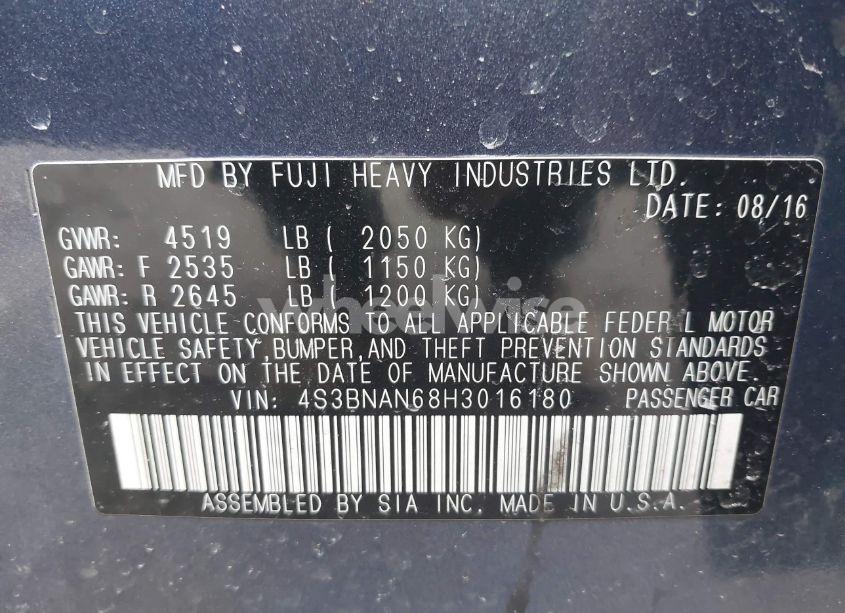 MFD BY FUJI HEAVY INDUSTRIES LTD.
DATE: 08/16
GVWR: 4519 LB ( 2050 KG)
GAWR: F 2535 LB ( 1150 KG)
GAWR: R 2645 LB ( 1200 KG)
wheelwire
THIS VEHICLE CONFORMS TO ALL APPLICABLE FEDER L MOTOR
VEHICLE SAFETY, BUMPER, AND THEFT PREVENTION STANDARDS
IN EFFECT ON THE DATE OF MANUFACTURE SHOWN ABOVE.
VIN: 4S3BNAN68H3016180 PASSENGER CAR
ASSEMBLED BY SIA INC. MADE IN U.S.A.